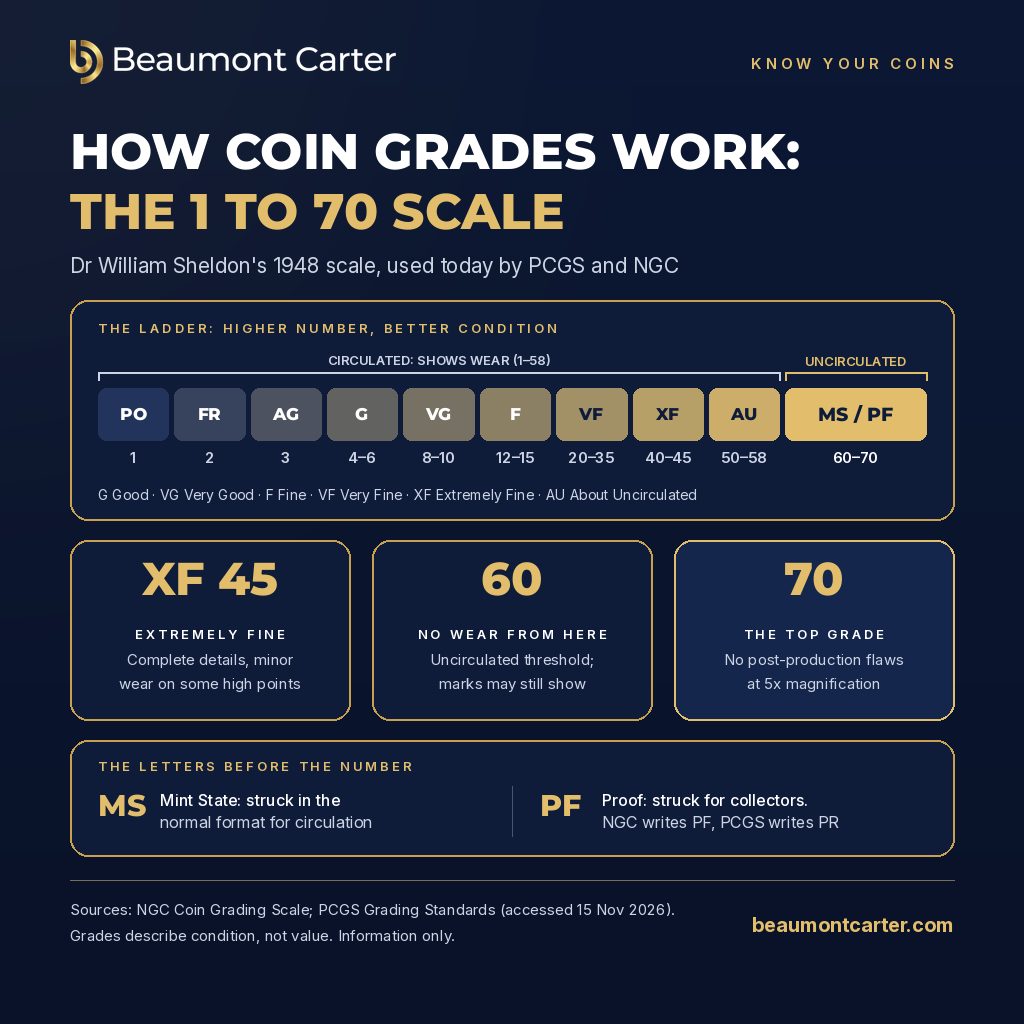 Beaumont Carter
KNOW YOUR COINS
HOW COIN GRADES WORK:
THE 1 TO 70 SCALE
Dr William Sheldon's 1948 scale, used today by PCGS and NGC
THE LADDER: HIGHER NUMBER, BETTER CONDITION
CIRCULATED: SHOWS WEAR (1–58)
UNCIRCULATED
PO FR AG G VG F VF XF AU MS / PF
1 2 3 4–6 8–10 12–15 20–35 40–45 50–58 60–70
G Good · VG Very Good · F Fine · VF Very Fine · XF Extremely Fine · AU About Uncirculated
XF 45
EXTREMELY FINE
Complete details, minor
wear on some high points
60
NO WEAR FROM HERE
Uncirculated threshold;
marks may still show
70
THE TOP GRADE
No post-production flaws
at 5x magnification
THE LETTERS BEFORE THE NUMBER
MS
Mint State: struck in the
normal format for circulation
PF
Proof: struck for collectors.
NGC writes PF, PCGS writes PR
Sources: NGC Coin Grading Scale; PCGS Grading Standards (accessed 15 Nov 2026).
Grades describe condition, not value. Information only.
beaumontcarter.com